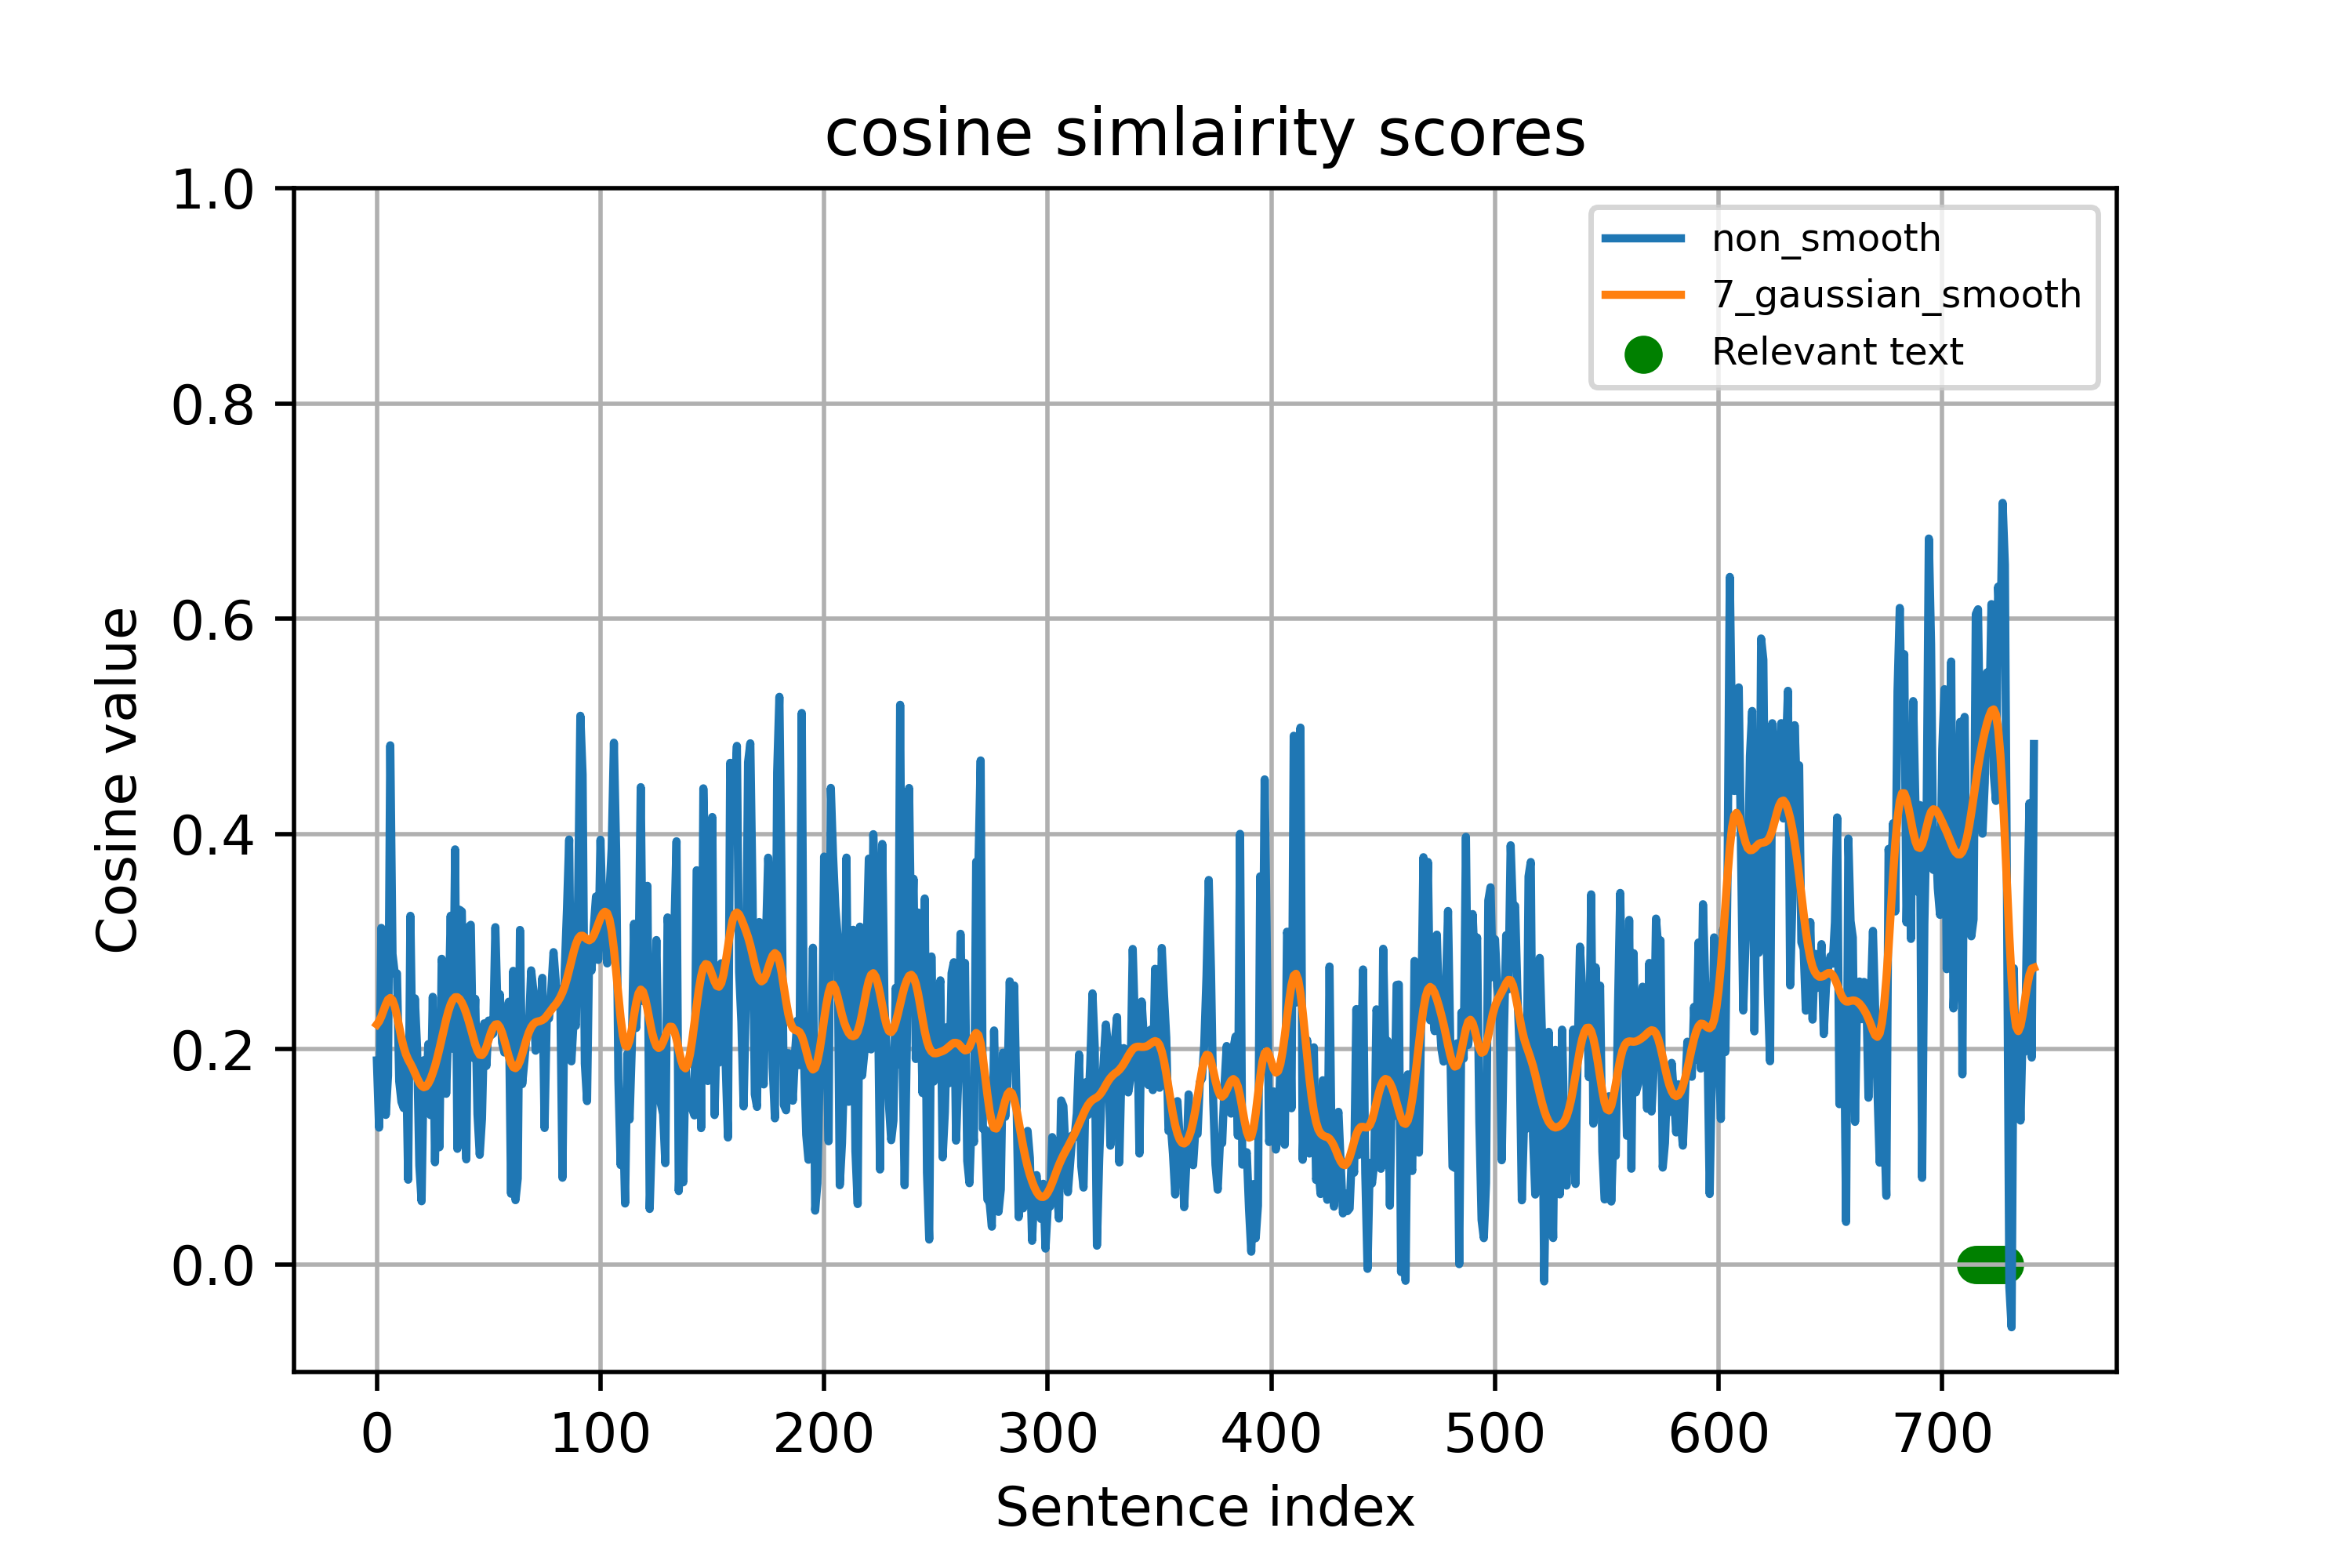 cosine simlairity scores
1.0
0.8
0.6
0.4
0.2
0.0
Cosine value
non_smooth
7_gaussian_smooth
Relevant text
0 100 200 300 400 500 600 700
Sentence index